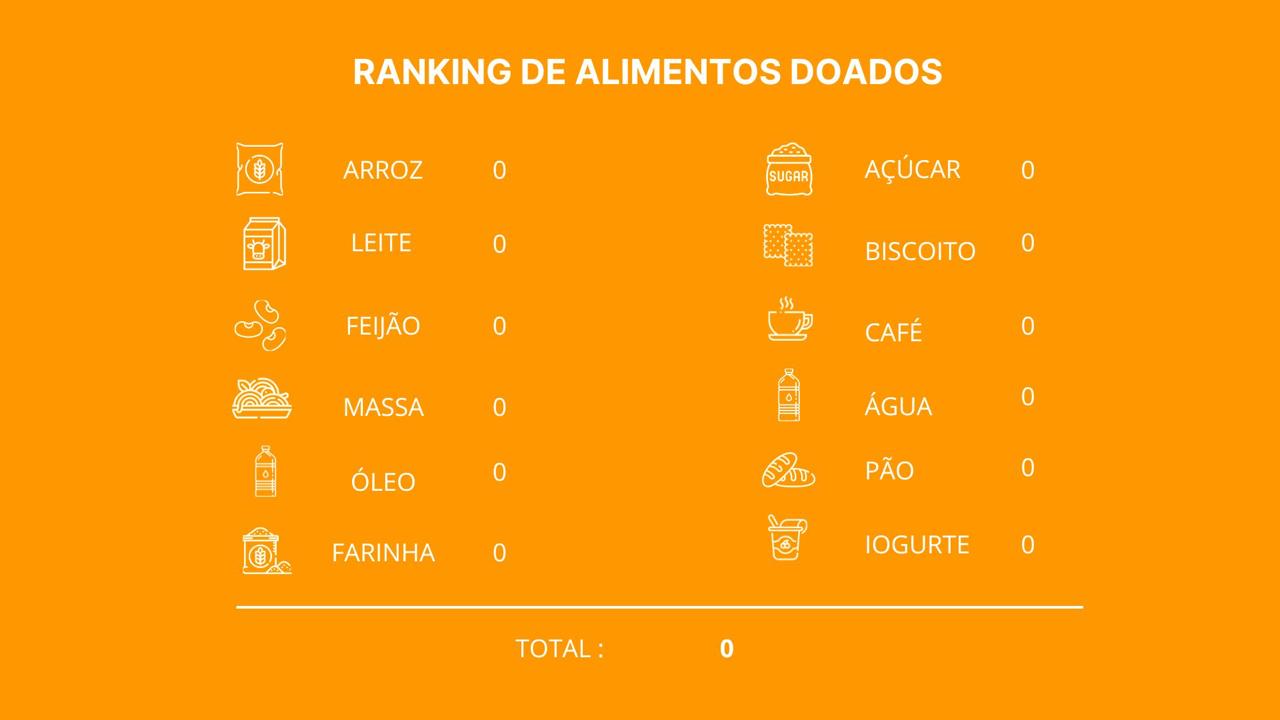 RANKING DE ALIMENTOS DOADOS
ARROZ 0
LEITE 0
FEIJÃO 0
MASSA 0
ÓLEO 0
FARINHA 0
SUGAR AÇÚCAR 0
BISCOITO 0
CAFÉ 0
ÁGUA 0
PÃO 0
IOGURTE 0
TOTAL : 0